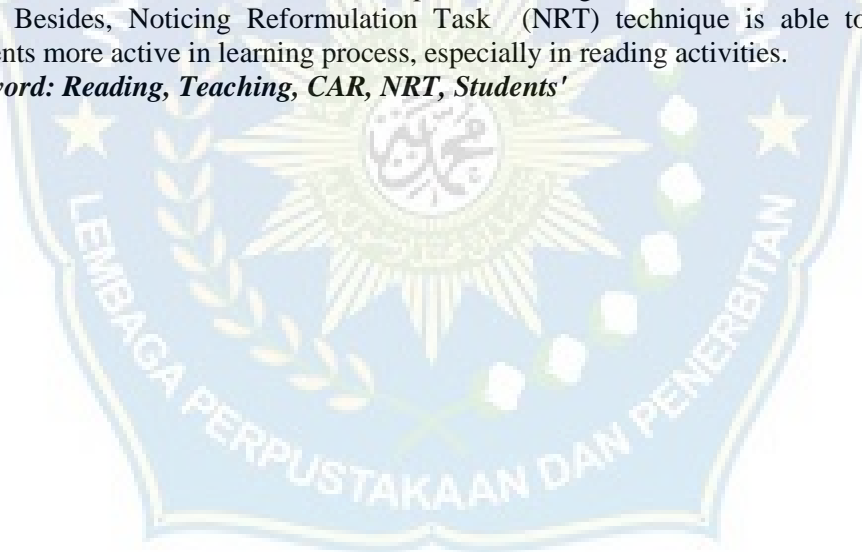 Besides, Noticing Reformulation Task (NRT) technique is able to
ents more active in learning process, especially in reading activities.
ord: Reading, Teaching, CAR, NRT, Students'
LEMBAGA PERPUSTAKAAN DAN PENERBITAN